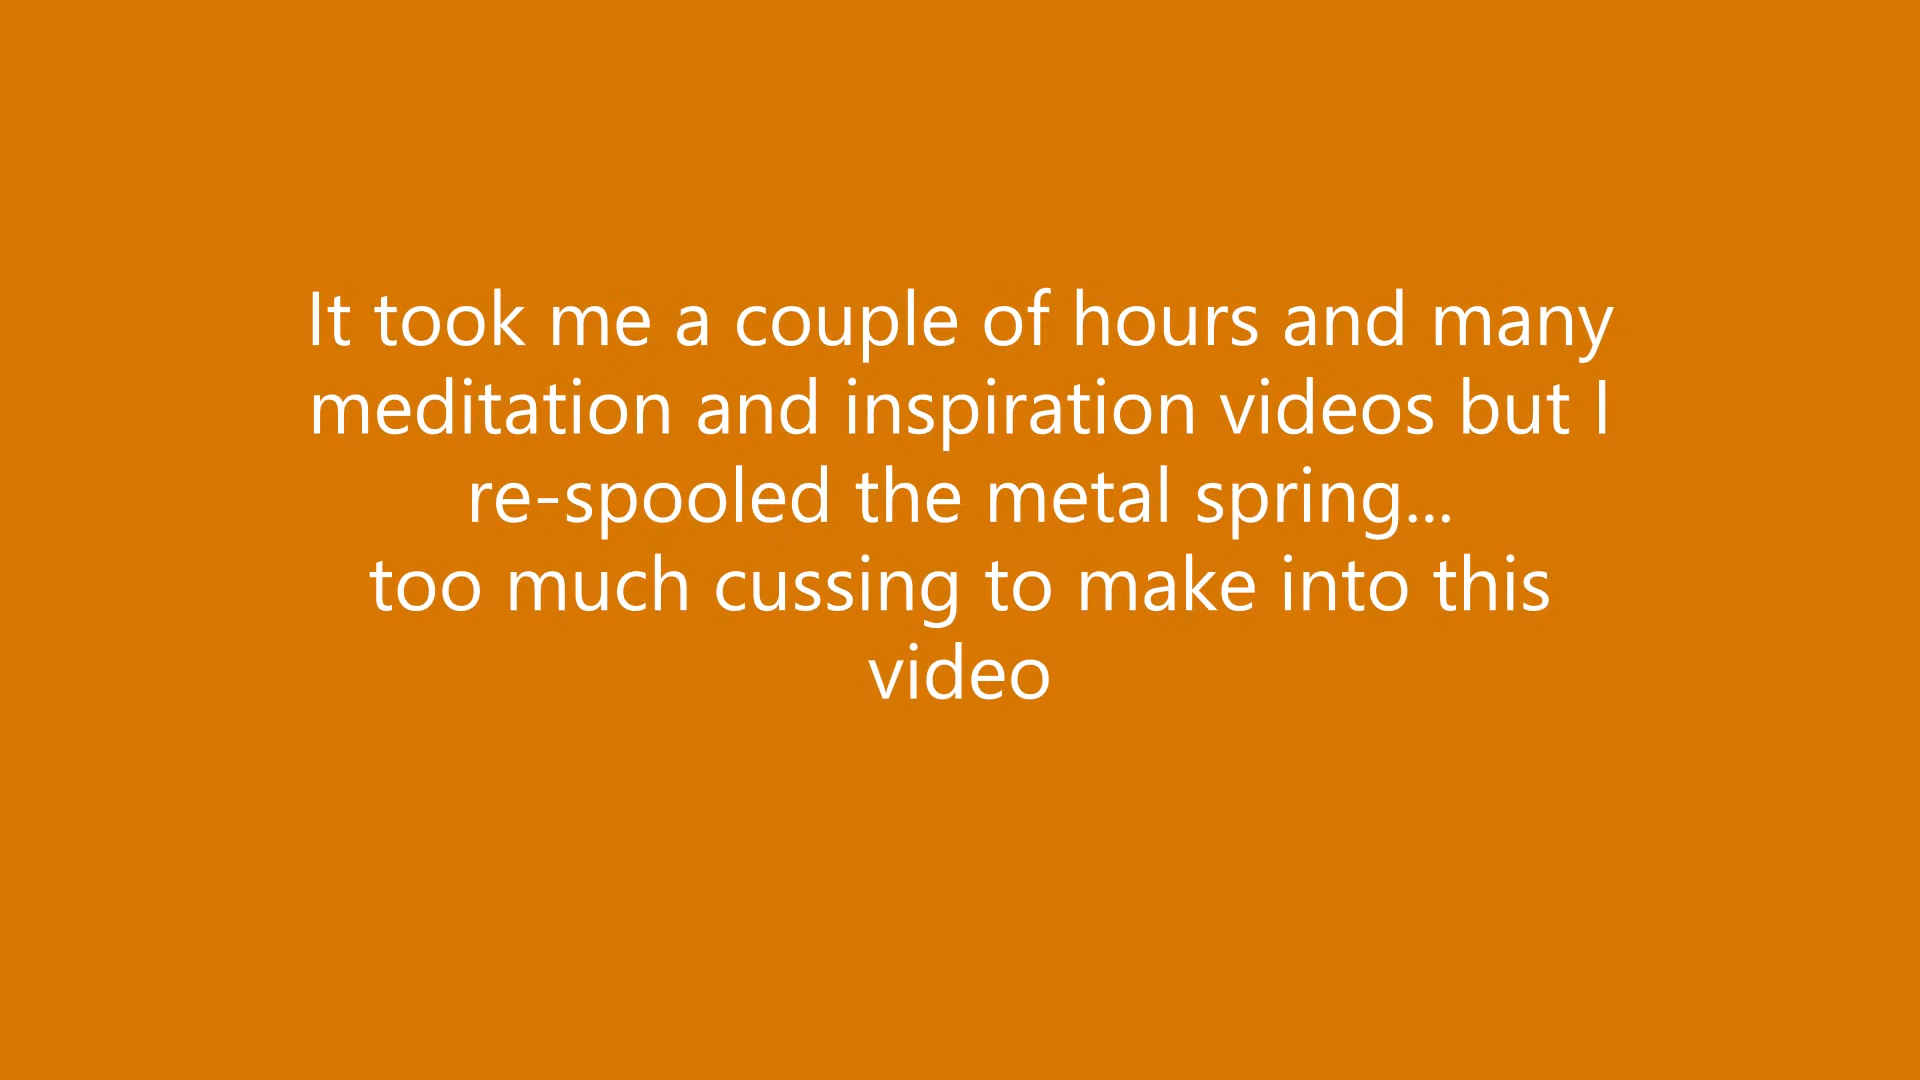 It took me a couple of hours and many
meditation and inspiration videos but I
re-spooled the metal spring...
too much cussing to make into this
video